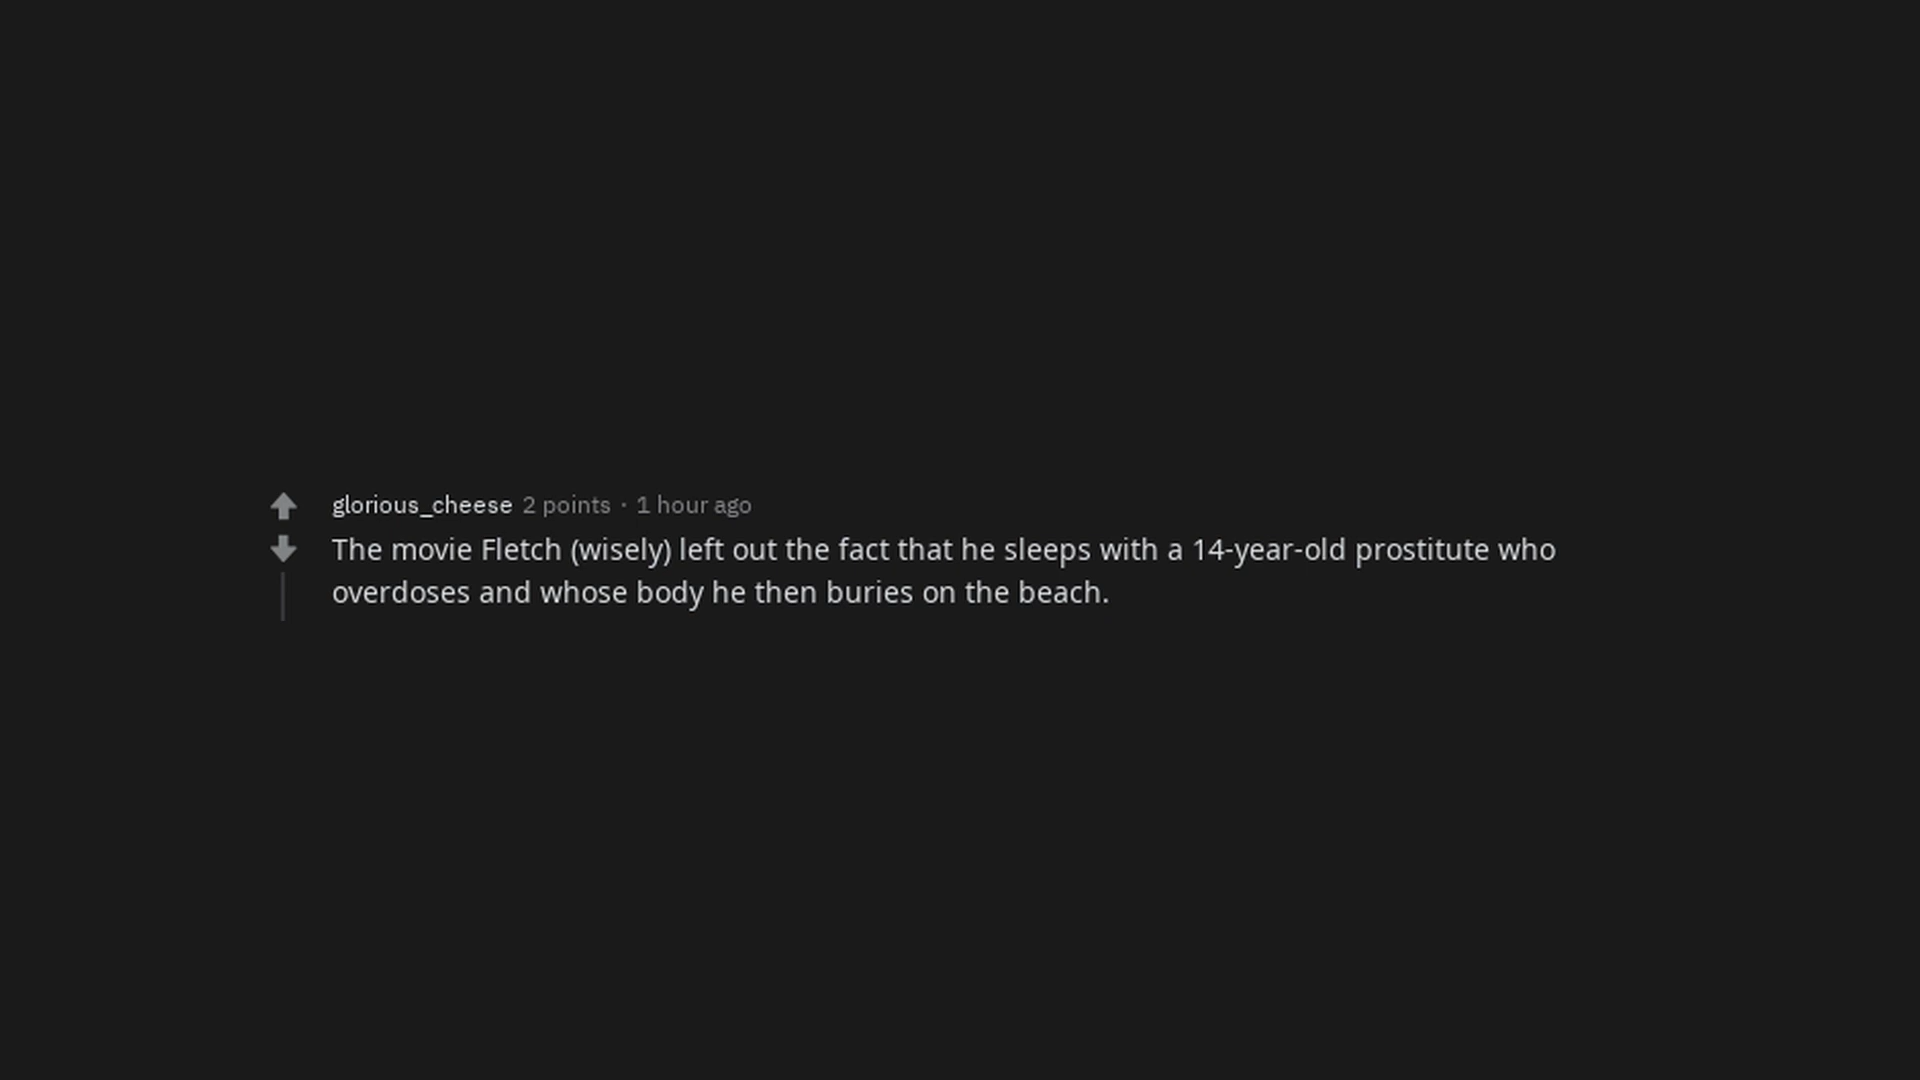 glorious_cheese 2 points · 1 hour ago
The movie Fletch (wisely) left out the fact that he sleeps with a 14-year-old prostitute who
overdoses and whose body he then buries on the beach.